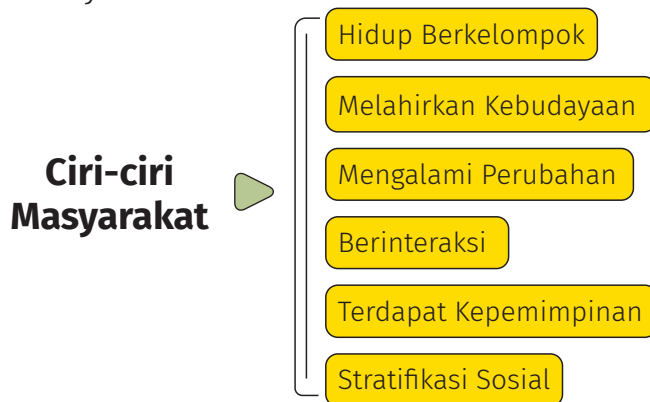 Ciri-ciri
Masyarakat
Hidup Berkelompok
Melahirkan Kebudayaan
Mengalami Perubahan
Berinteraksi
Terdapat Kepemimpinan
Stratifikasi Sosial